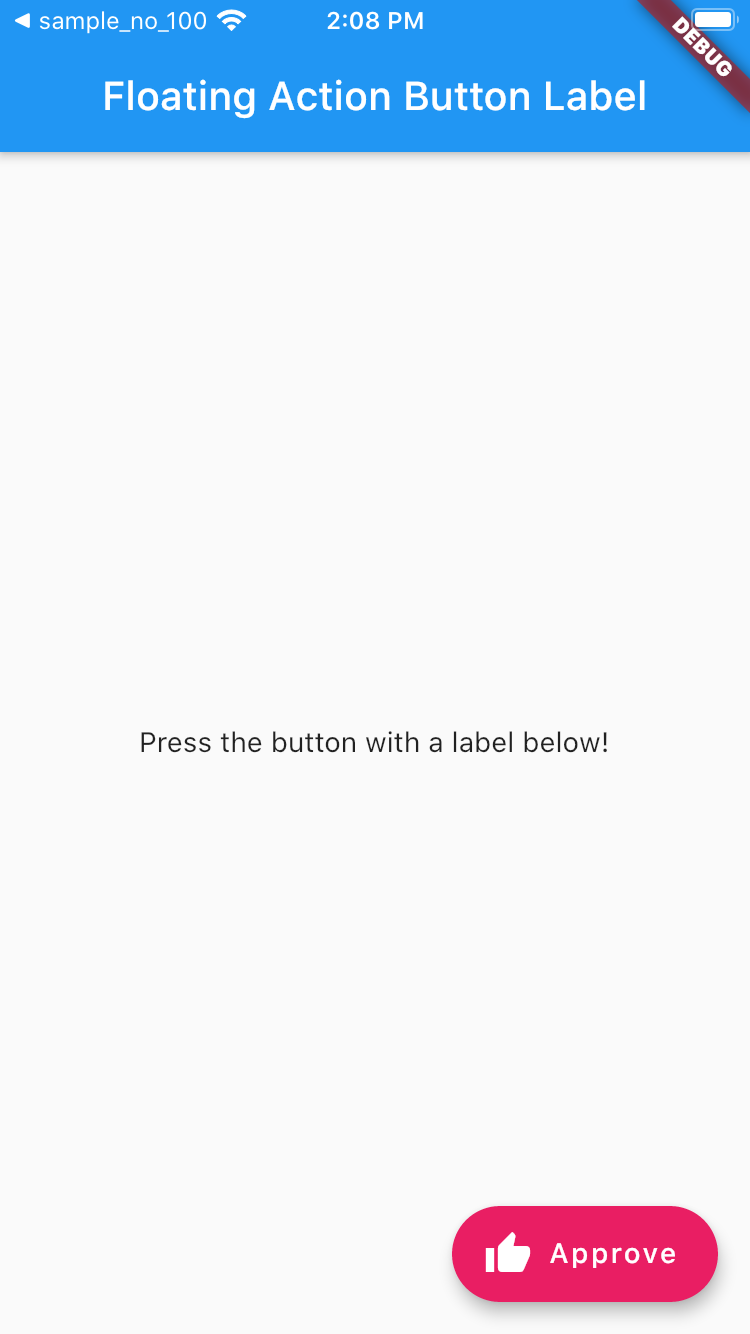 sample_no_100
2:08 PM
DEBUG
Floating Action Button Label
Press the button with a label below!
Approve